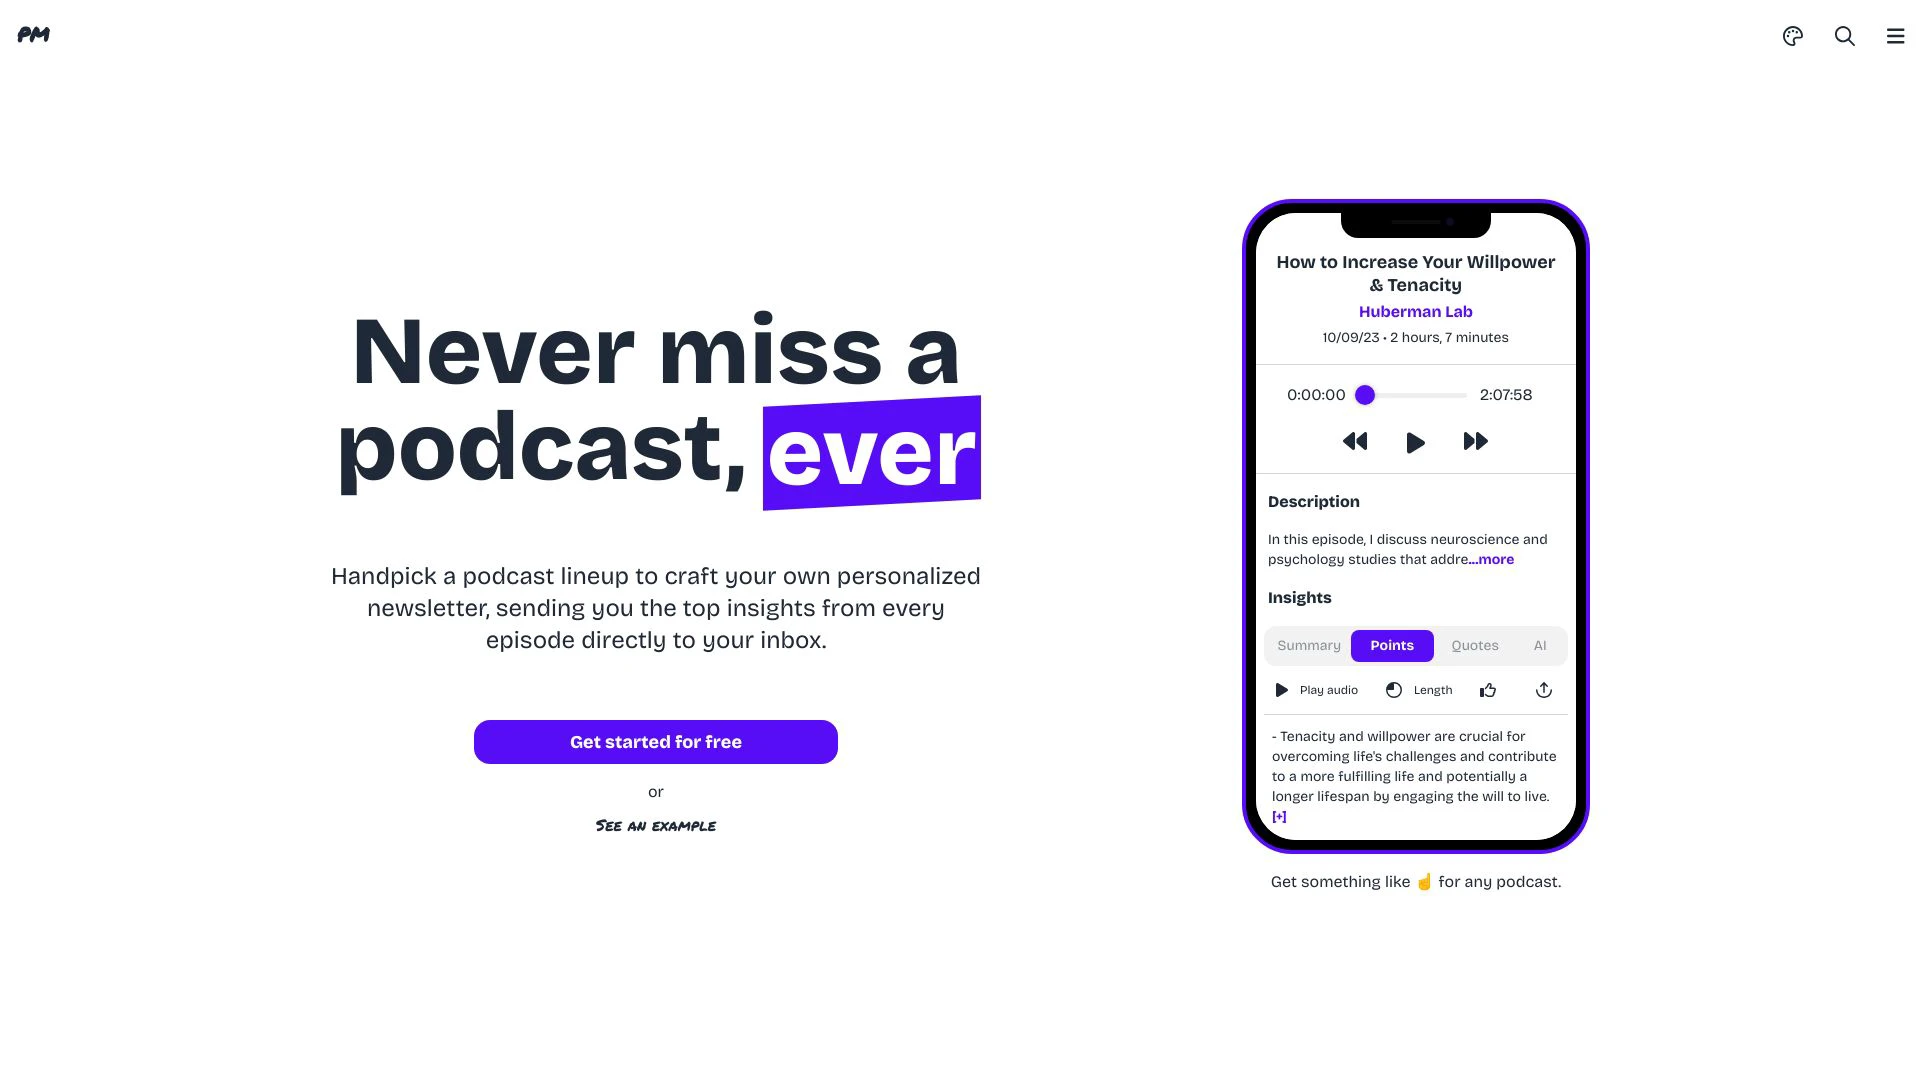 PM
Never miss a
podcast, ever
Handpick a podcast lineup to craft your own personalized
newsletter, sending you the top insights from every
episode directly to your inbox.
Get started for free
or
SEE AN EXAMPLE
How to Increase Your Willpower
& Tenacity
Huberman Lab
10/09/23 • 2 hours, 7 minutes
0:00:00 2:07:58
Description
In this episode, I discuss neuroscience and
psychology studies that addre...more
Insights
Summary Points Quotes AI
Play audio Length
- Tenacity and willpower are crucial for
overcoming life's challenges and contribute
to a more fulfilling life and potentially a
longer lifespan by engaging the will to live.
[+]
Get something like ☝️ for any podcast.